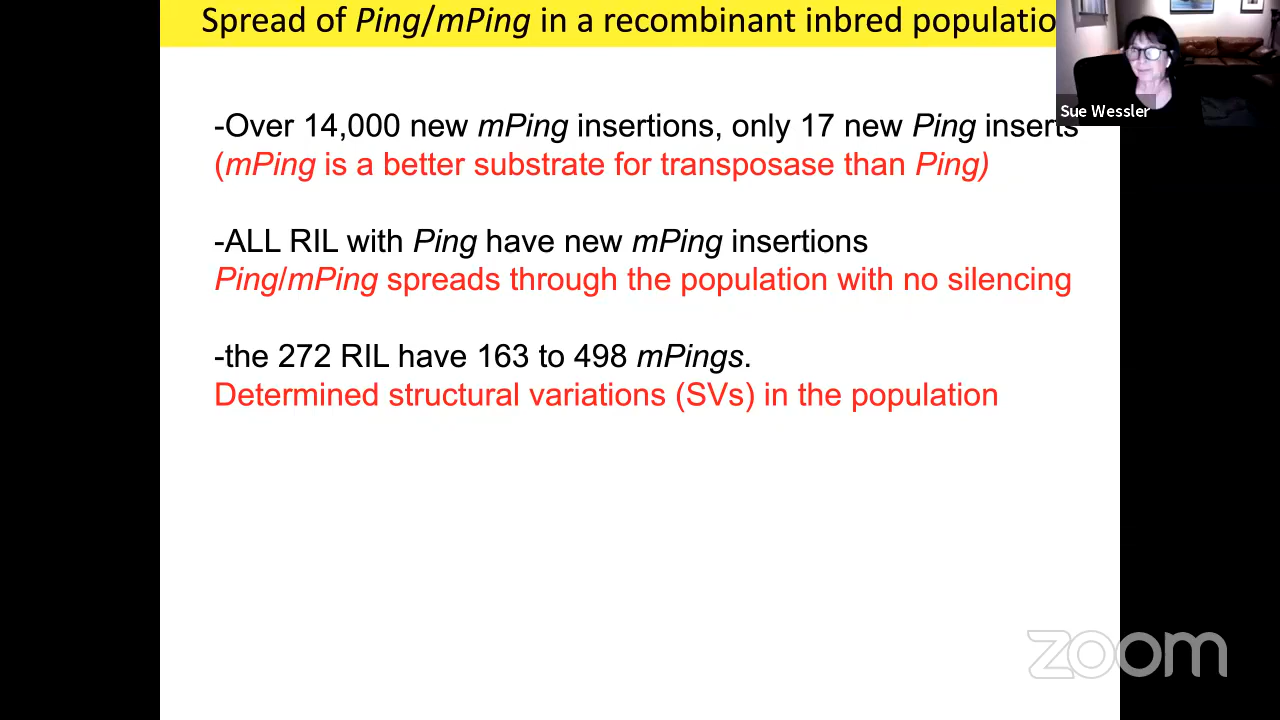 Spread of Ping/mPing in a recombinant inbred populatio
Sue Wessler
-Over 14,000 new mPing insertions, only 17 new Ping inserts
(mPing is a better substrate for transposase than Ping)
-ALL RIL with Ping have new mPing insertions
Ping/mPing spreads through the population with no silencing
-the 272 RIL have 163 to 498 mPings.
Determined structural variations (SVs) in the population
zoom